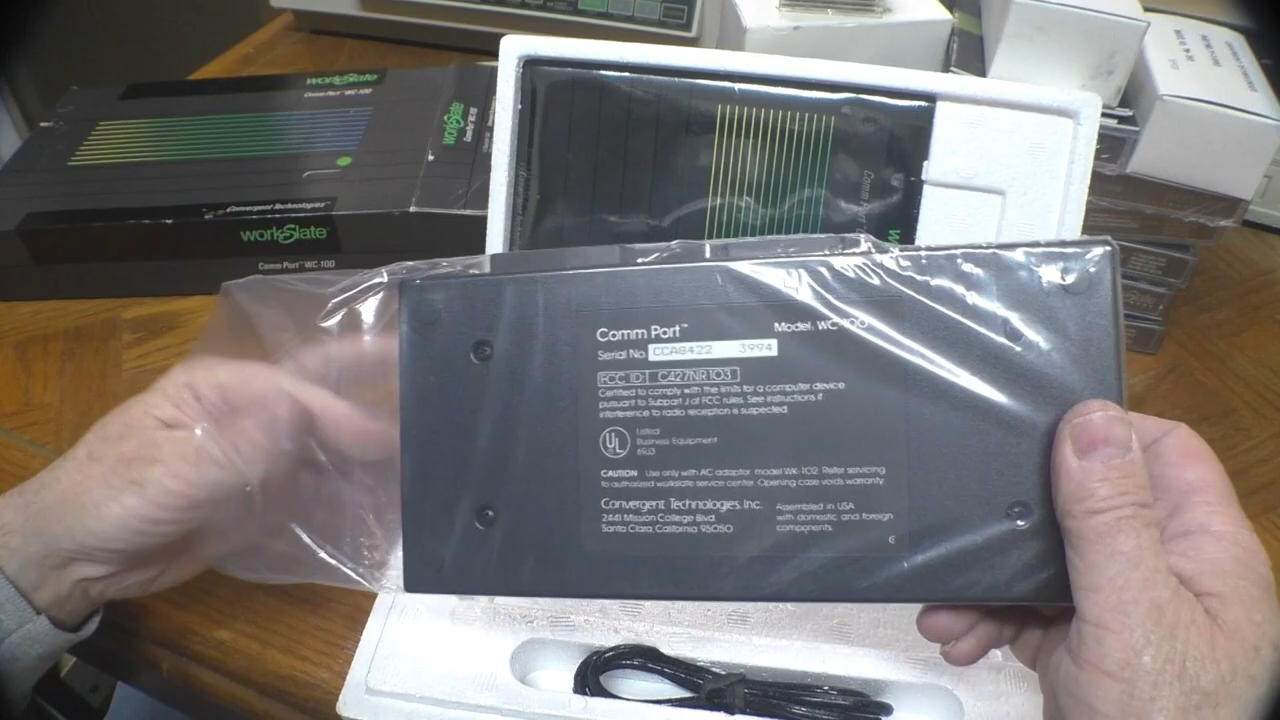 workSlate
Comm Port™ WC-100
workSlate
Convergent Technologies™
workSlate
Comm Port™ WC-100
Comm Port
Comm Port™
Model: WC-100
Serial No. CCA8422 3994
FCC ID: C427NR103
Certified to comply with the limits for a computer device
pursuant to Subpart J of FCC rules. See instructions if
interference to radio reception is suspected.
UL
Listed
Business Equipment
CAUTION Use only with AC adaptor model WK-102. Refer servicing
to authorized workslate service center. Opening case voids warranty.
Convergent Technologies, Inc.
2441 Mission College Blvd.
Santa Clara, California 95050
Assembled in USA
with domestic and foreign
components.